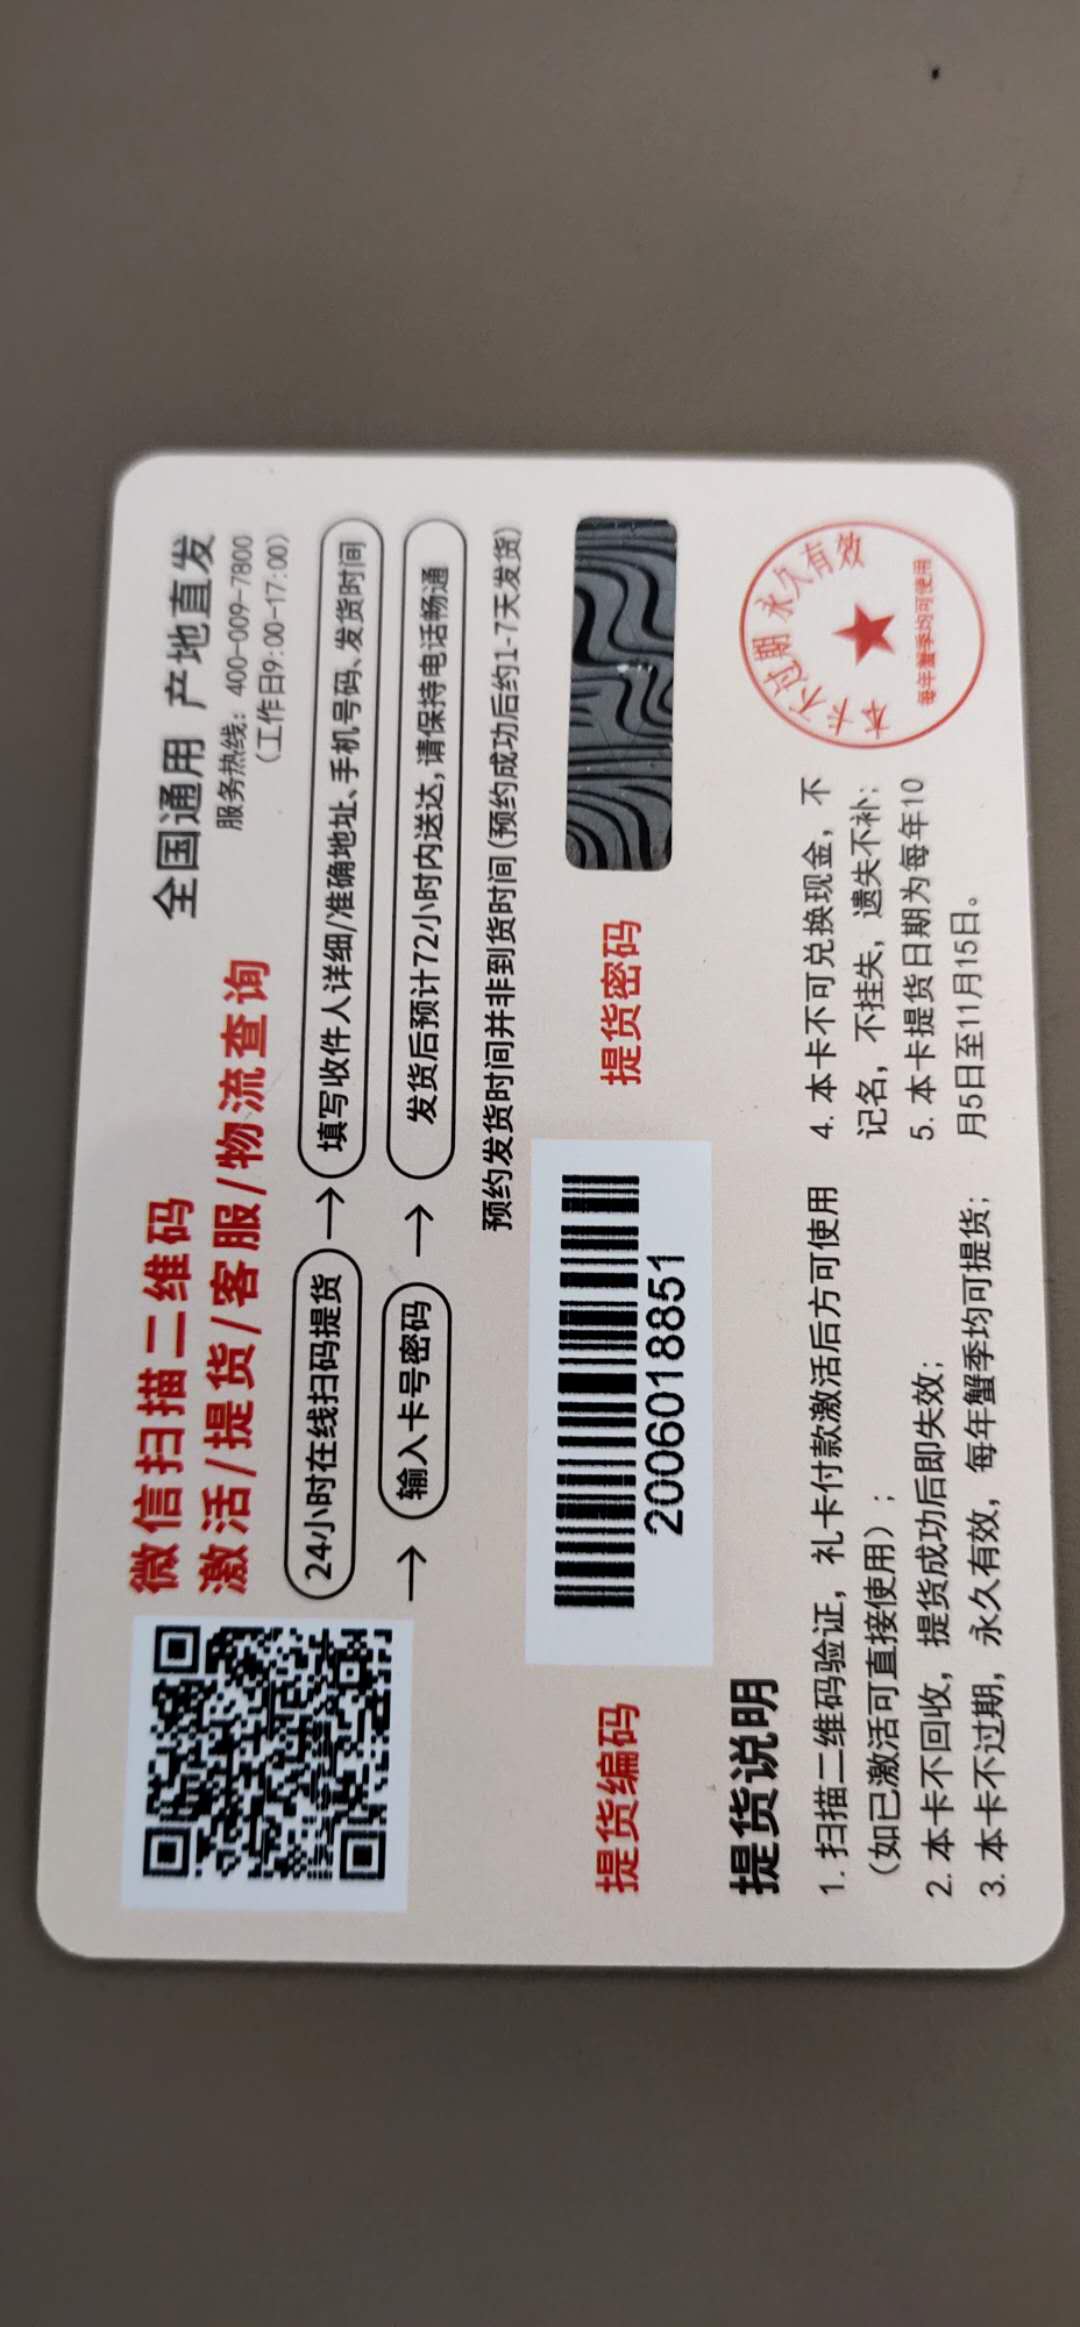 微信扫描二维码
激活/提货/客服/物流查询
全国通用 产地直发
服务热线: 400-009-7800
(工作日9:00-17:00)
24小时在线扫码提货 → 填写收件人详细/准确地址、手机号码、发货时间
→ 输入卡号密码 → 发货后预计72小时内送达,请保持电话畅通
预约发货时间并非到货时间(预约成功后约1-7天发货)
提货编码
2006018851
提货密码
提货说明
1. 扫描二维码验证，礼卡付款激活后方可使用
（如已激活可直接使用）;
2. 本卡不回收，提货成功后即失效;
3. 本卡不过期，永久有效，每年蟹季均可提货;
4. 本卡不可兑换现金，不
记名，不挂失，遗失不补;
5. 本卡提货日期为每年10
月5日至11月15日。
本卡不过期 永久有效
每年蟹季均可使用